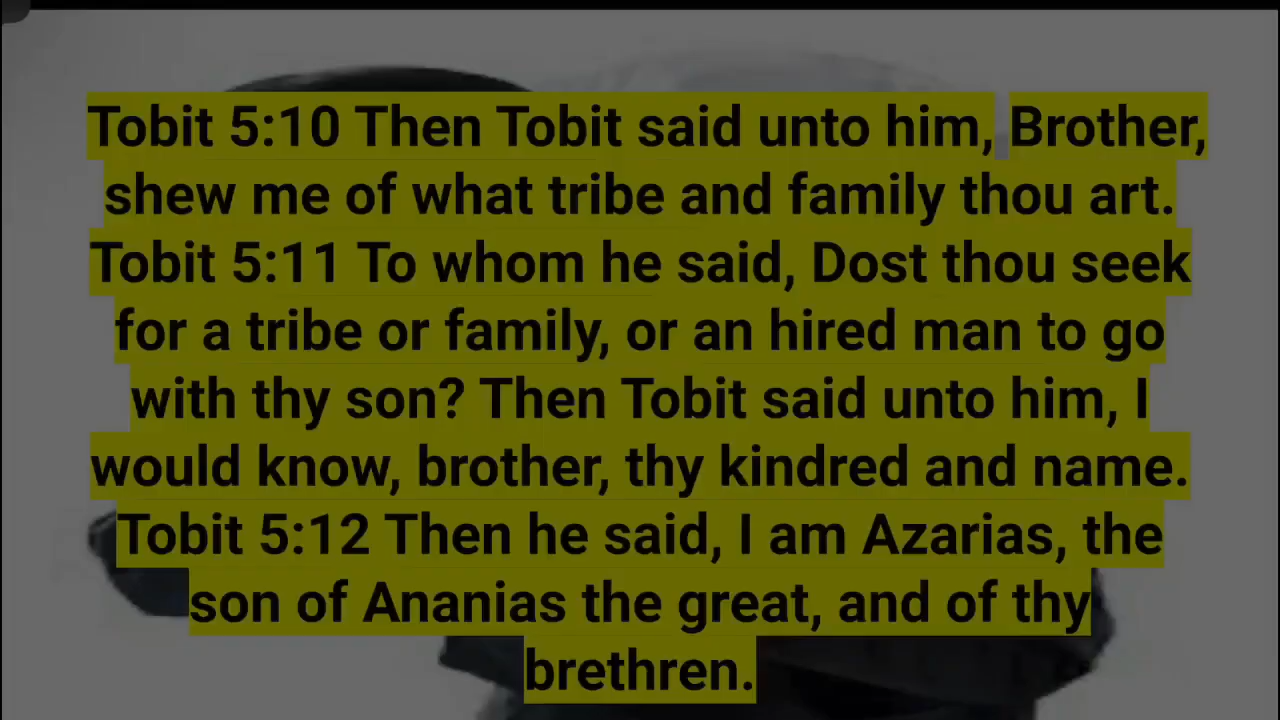 Tobit 5:10 Then Tobit said unto him, Brother,
shew me of what tribe and family thou art.
Tobit 5:11 To whom he said, Dost thou seek
for a tribe or family, or an hired man to go
with thy son? Then Tobit said unto him, I
would know, brother, thy kindred and name.
Tobit 5:12 Then he said, I am Azarias, the
son of Ananias the great, and of thy
brethren.